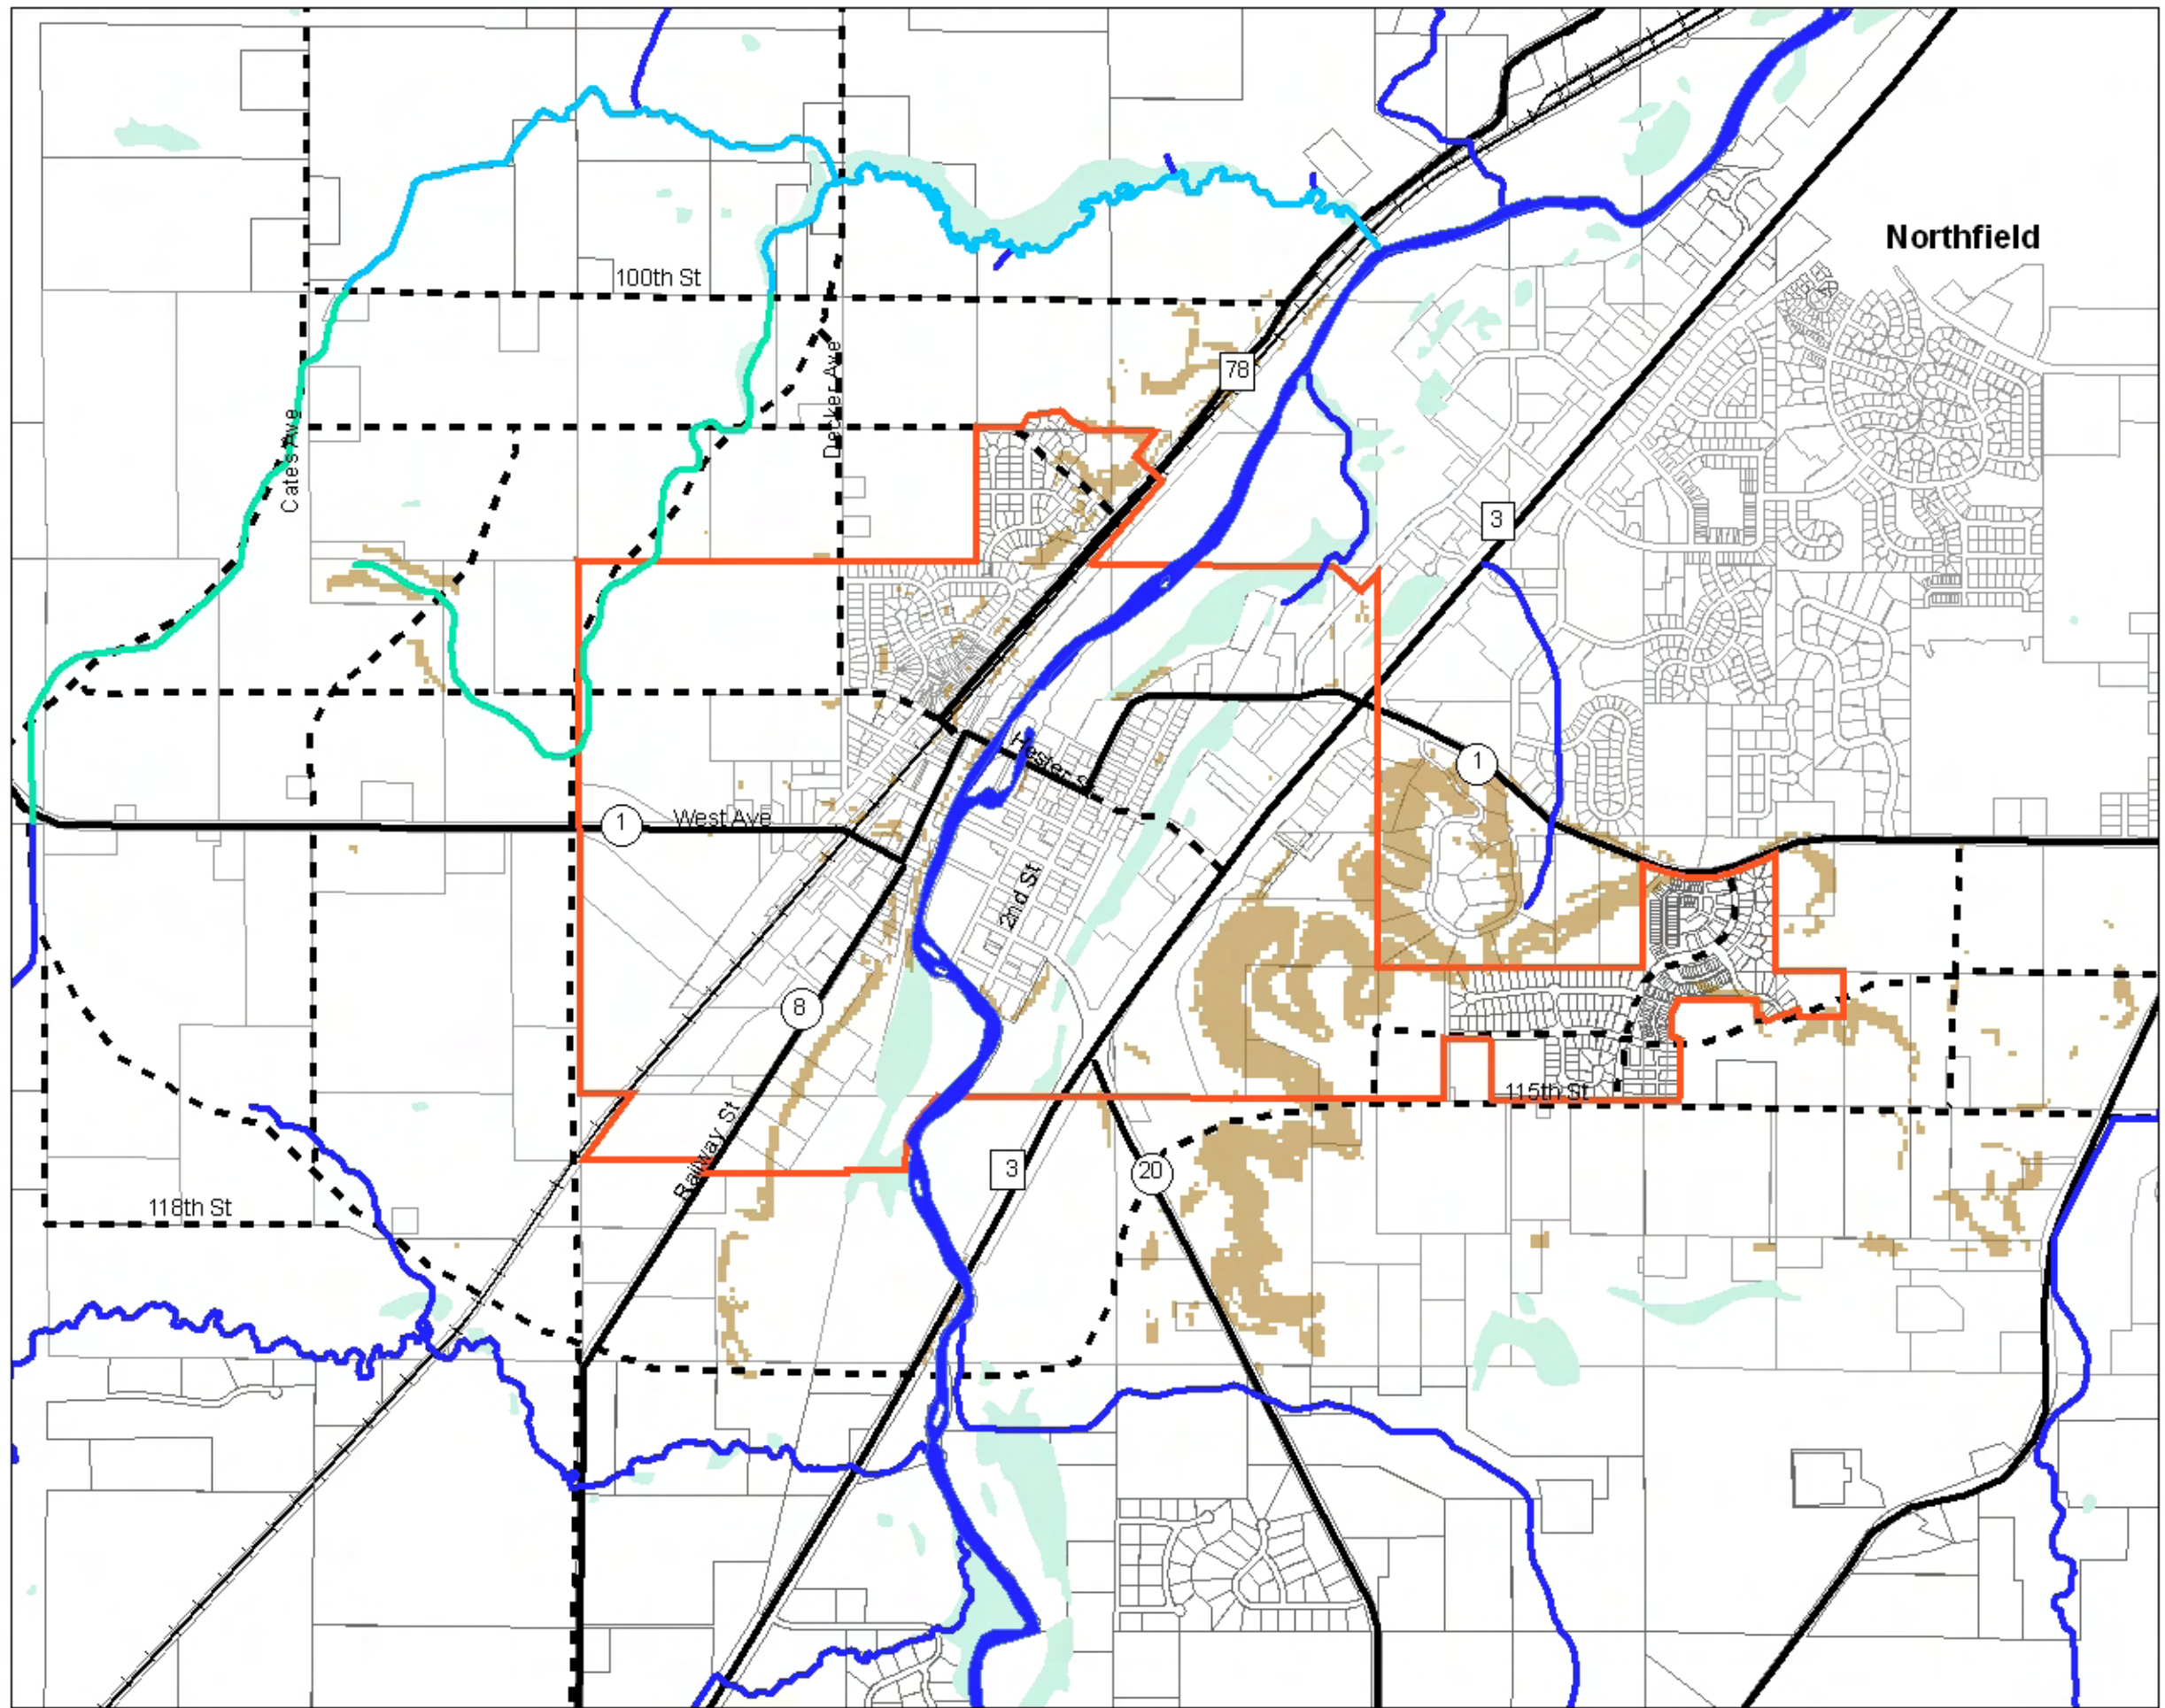 Northfield
100th St
78
Decker Ave
Cates Ave
3
Hester St
1
1
West Ave
2nd St
8
115th St
Railway St
3
20
118th St